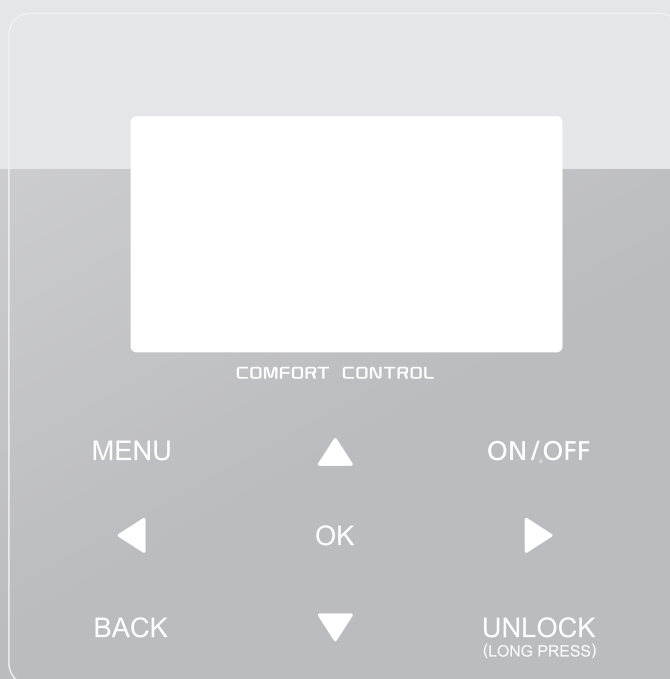 COMFORT CONTROL
MENU
ON/OFF
OK
BACK
UNLOCK
(LONG PRESS)